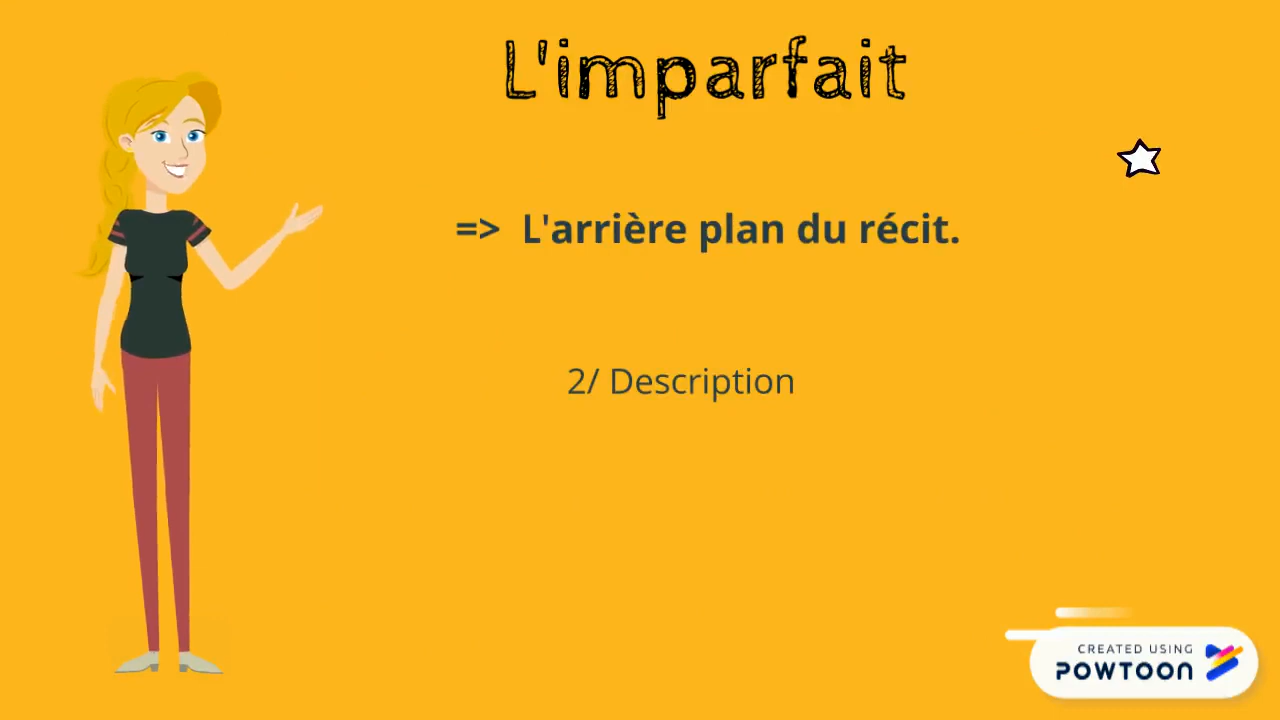 L'imparfait
=> L'arrière plan du récit.
2/ Description
CREATED USING
POWTOON